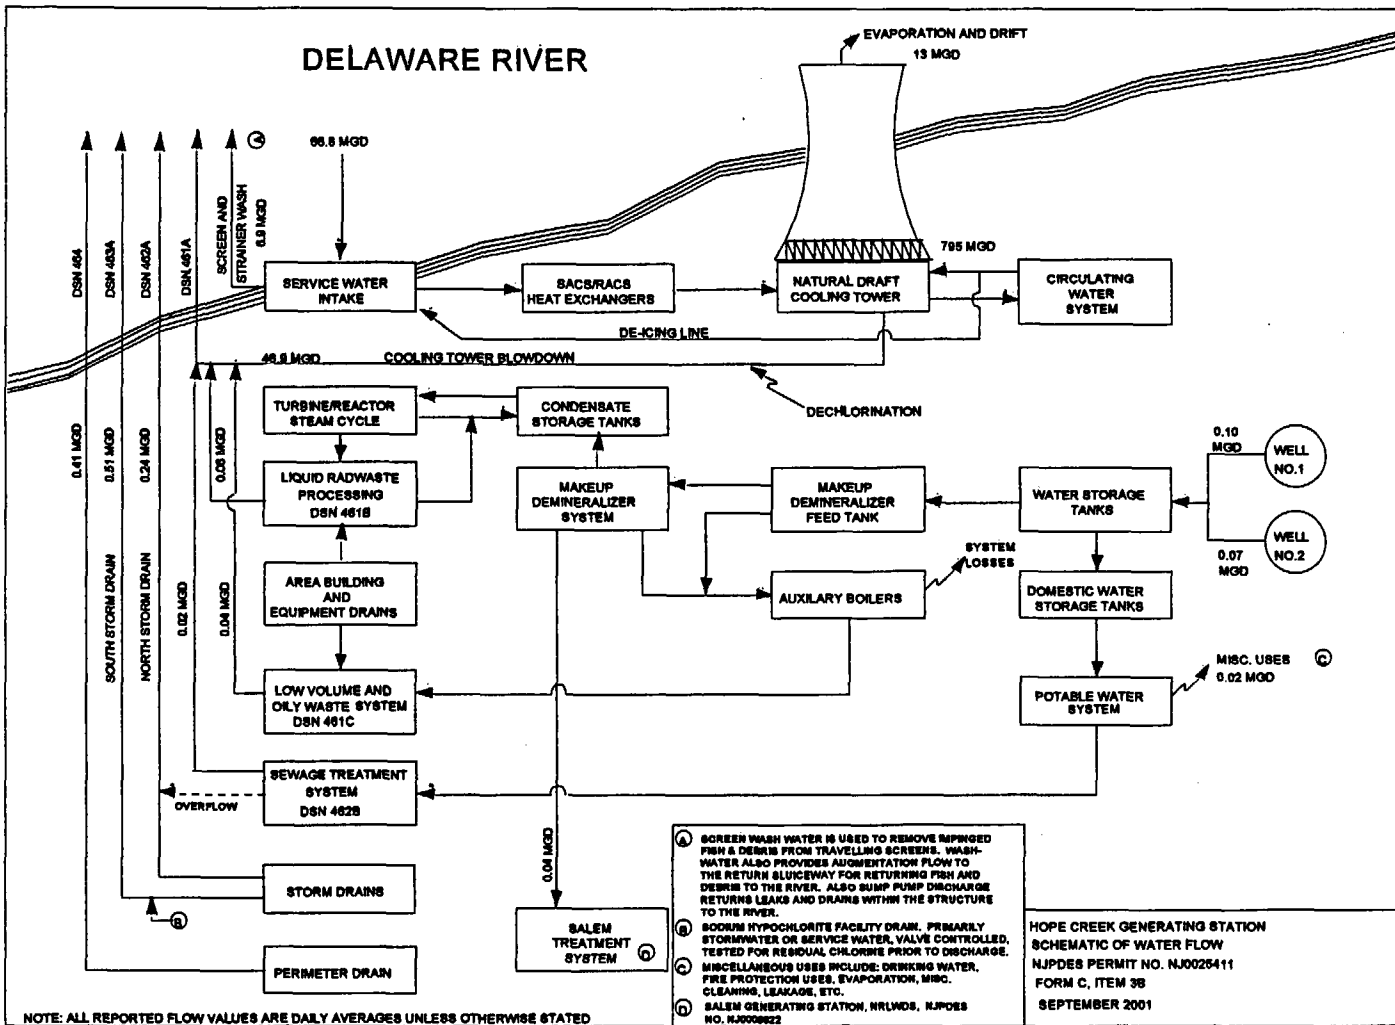 DELAWARE RIVER
EVAPORATION AND DRIFT
13 MGD
A
66.8 MGD
DSN 464
DSN 463A
DSN 462A
DSN 461A
SCREEN AND
STRAINER WASH
6.9 MGD
795 MGD
SERVICE WATER
INTAKE
SACS/RACS
HEAT EXCHANGERS
NATURAL DRAFT
COOLING TOWER
CIRCULATING
WATER
SYSTEM
DE-ICING LINE
46.9 MGD
COOLING TOWER BLOWDOWN
DECHLORINATION
TURBINE/REACTOR
STEAM CYCLE
CONDENSATE
STORAGE TANKS
0.41 MGD
0.51 MGD
0.24 MGD
0.06 MGD
LIQUID RADWASTE
PROCESSING
DSN 461B
MAKEUP
DEMINERALIZER
SYSTEM
MAKEUP
DEMINERALIZER
FEED TANK
WATER STORAGE
TANKS
0.10
MGD
WELL
NO.1
WELL
NO.2
0.07
MGD
SYSTEM
LOSSES
AREA BUILDING
AND
EQUIPMENT DRAINS
AUXILARY BOILERS
DOMESTIC WATER
STORAGE TANKS
SOUTH STORM DRAIN
NORTH STORM DRAIN
0.02 MGD
0.04 MGD
LOW VOLUME AND
OILY WASTE SYSTEM
DSN 461C
POTABLE WATER
SYSTEM
MISC. USES
0.02 MGD
C
SEWAGE TREATMENT
SYSTEM
DSN 462B
OVERFLOW
STORM DRAINS
B
PERIMETER DRAIN
0.04 MGD
SALEM
TREATMENT
SYSTEM
D
A SCREEN WASH WATER IS USED TO REMOVE IMPINGED
FISH & DEBRIS FROM TRAVELLING SCREENS. WASH-
WATER ALSO PROVIDES AUGMENTATION FLOW TO
THE RETURN SLUICEWAY FOR RETURNING FISH AND
DEBRIS TO THE RIVER. ALSO SUMP PUMP DISCHARGE
RETURNS LEAKS AND DRAINS WITHIN THE STRUCTURE
TO THE RIVER.
B SODIUM HYPOCHLORITE FACILITY DRAIN. PRIMARILY
STORMWATER OR SERVICE WATER, VALVE CONTROLLED,
TESTED FOR RESIDUAL CHLORINE PRIOR TO DISCHARGE.
C MISCELLANEOUS USES INCLUDE: DRINKING WATER,
FIRE PROTECTION USES, EVAPORATION, MISC.
CLEANING, LEAKAGE, ETC.
D SALEM GENERATING STATION, NRLWDS, NJPDES
NO. NJ0005622
HOPE CREEK GENERATING STATION
SCHEMATIC OF WATER FLOW
NJPDES PERMIT NO. NJ0025411
FORM C, ITEM 3B
SEPTEMBER 2001
NOTE: ALL REPORTED FLOW VALUES ARE DAILY AVERAGES UNLESS OTHERWISE STATED